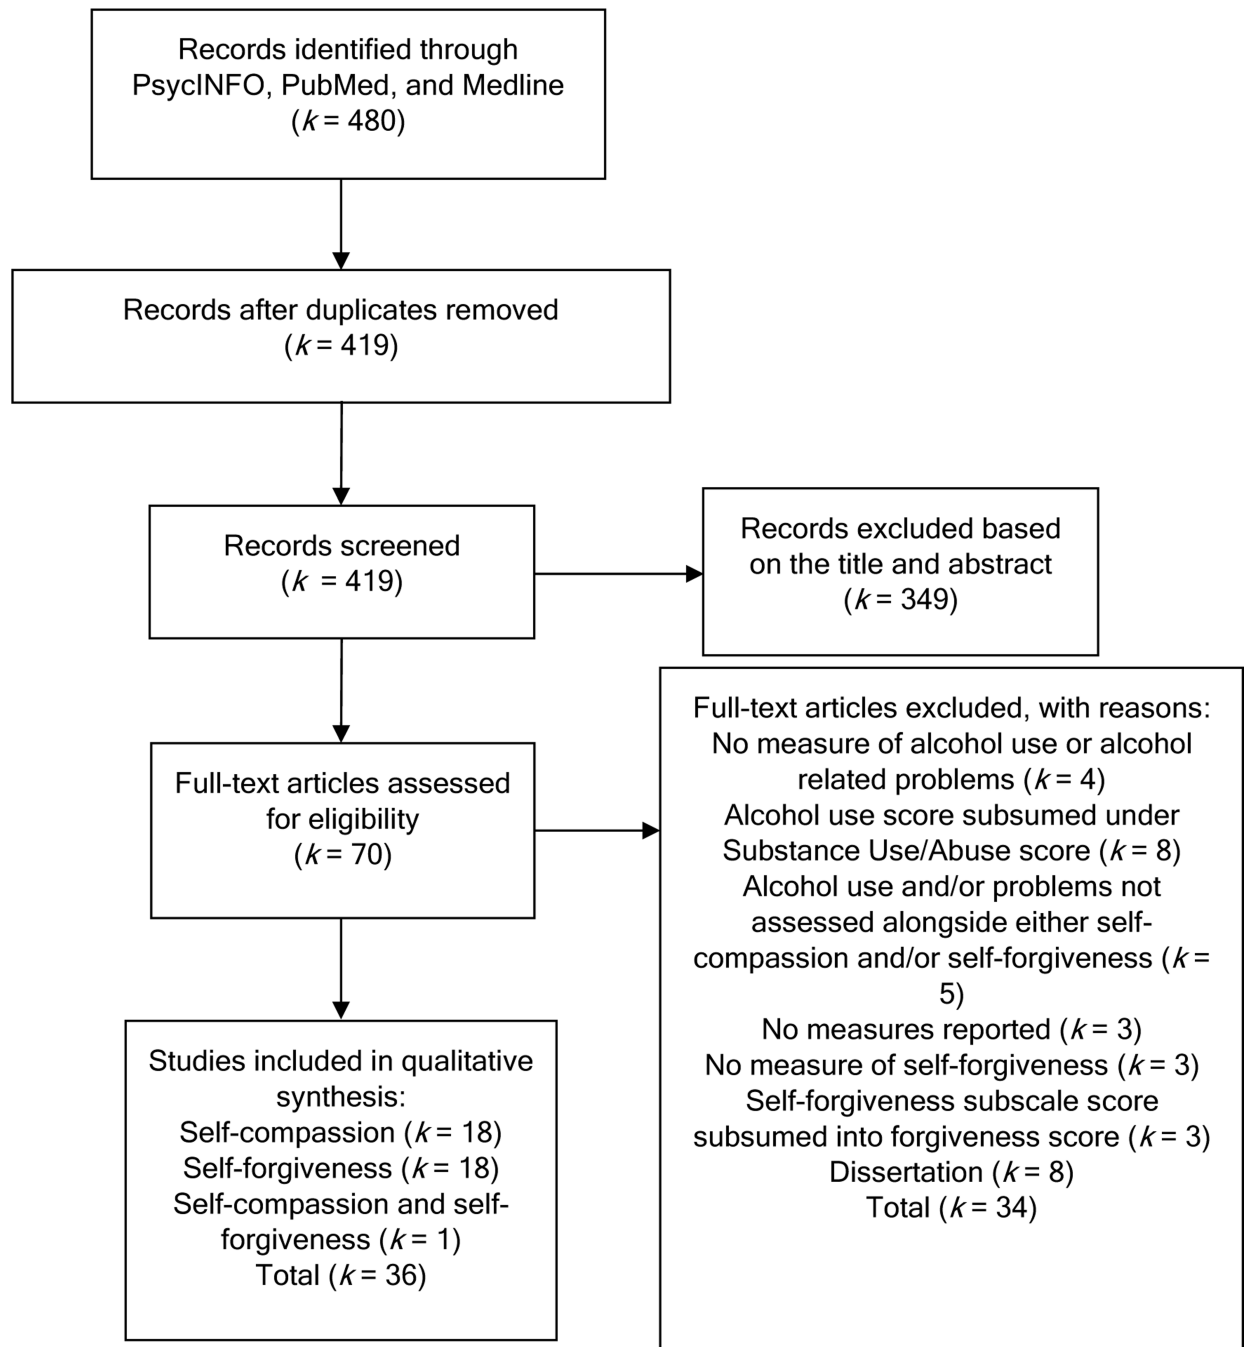 Records identified through
PsycINFO, PubMed, and Medline
(k = 480)
Records after duplicates removed
(k = 419)
Records screened
(k = 419)
Records excluded based
on the title and abstract
(k = 349)
Full-text articles assessed
for eligibility
(k = 70)
Full-text articles excluded, with reasons:
No measure of alcohol use or alcohol
related problems (k = 4)
Alcohol use score subsumed under
Substance Use/Abuse score (k = 8)
Alcohol use and/or problems not
assessed alongside either self-
compassion and/or self-forgiveness (k =
5)
No measures reported (k = 3)
No measure of self-forgiveness (k = 3)
Self-forgiveness subscale score
subsumed into forgiveness score (k = 3)
Dissertation (k = 8)
Total (k = 34)
Studies included in qualitative
synthesis:
Self-compassion (k = 18)
Self-forgiveness (k = 18)
Self-compassion and self-
forgiveness (k = 1)
Total (k = 36)